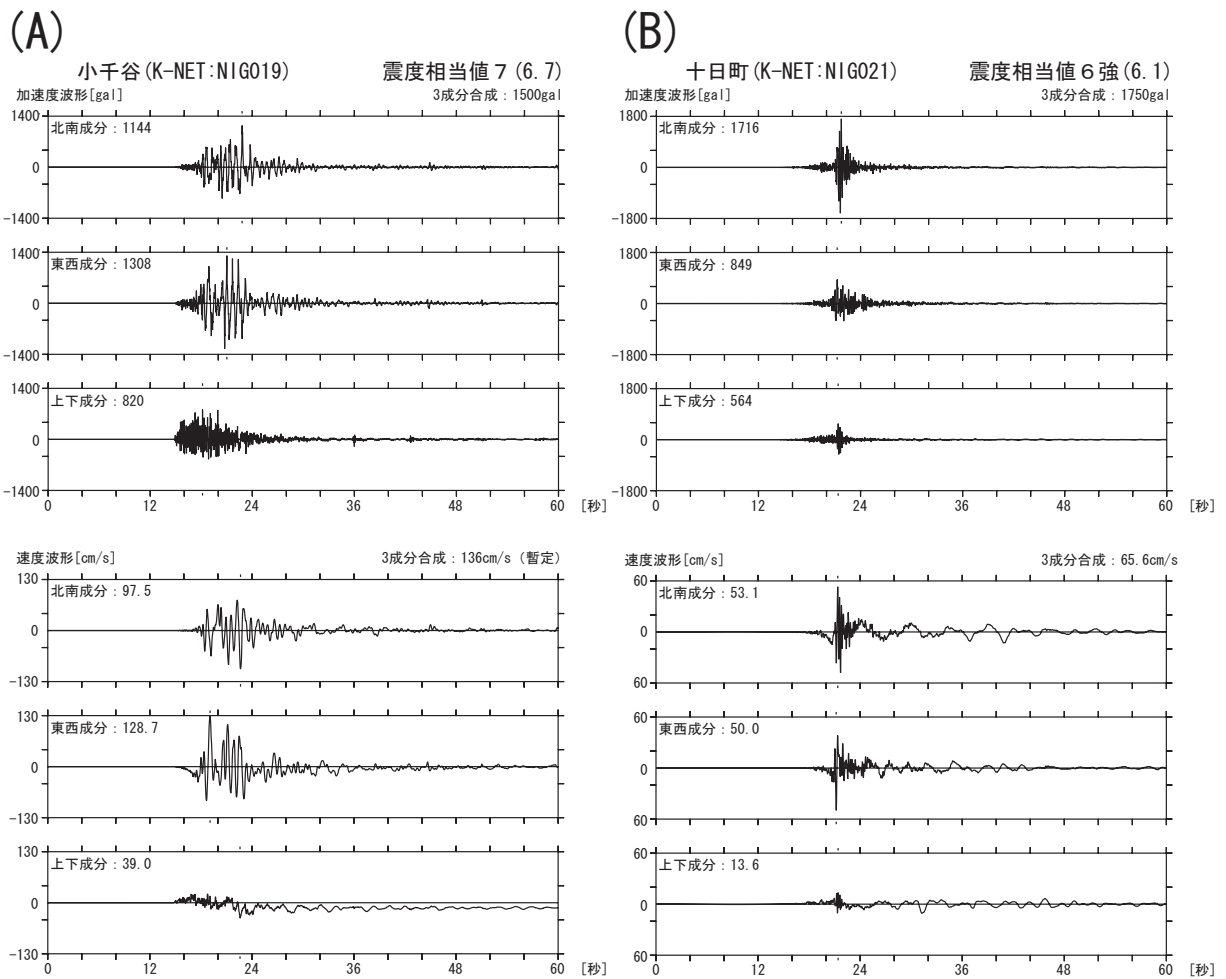 (A)
小千谷(K-NET:NIG019) 震度相当値7(6.7)
加速度波形[gal] 3成分合成：1500gal
1400
北南成分：1144
0
-1400
1400
東西成分：1308
0
-1400
1400
上下成分：820
0
-1400
0 12 24 36 48 60 [秒]
速度波形[cm/s] 3成分合成：136cm/s (暫定)
130
北南成分：97.5
0
-130
130
東西成分：128.7
0
-130
130
上下成分：39.0
0
-130
0 12 24 36 48 60 [秒]
(B)
十日町(K-NET:NIG021) 震度相当値６強(6.1)
加速度波形[gal] 3成分合成：1750gal
1800
北南成分：1716
0
-1800
1800
東西成分：849
0
-1800
1800
上下成分：564
0
-1800
0 12 24 36 48 60 [秒]
速度波形[cm/s] 3成分合成：65.6cm/s
60
北南成分：53.1
0
60
0 12 24 36 48 60
60
東西成分：50.0
0
60
60
上下成分：13.6
0
60
0 12 24 36 48 60 [秒]